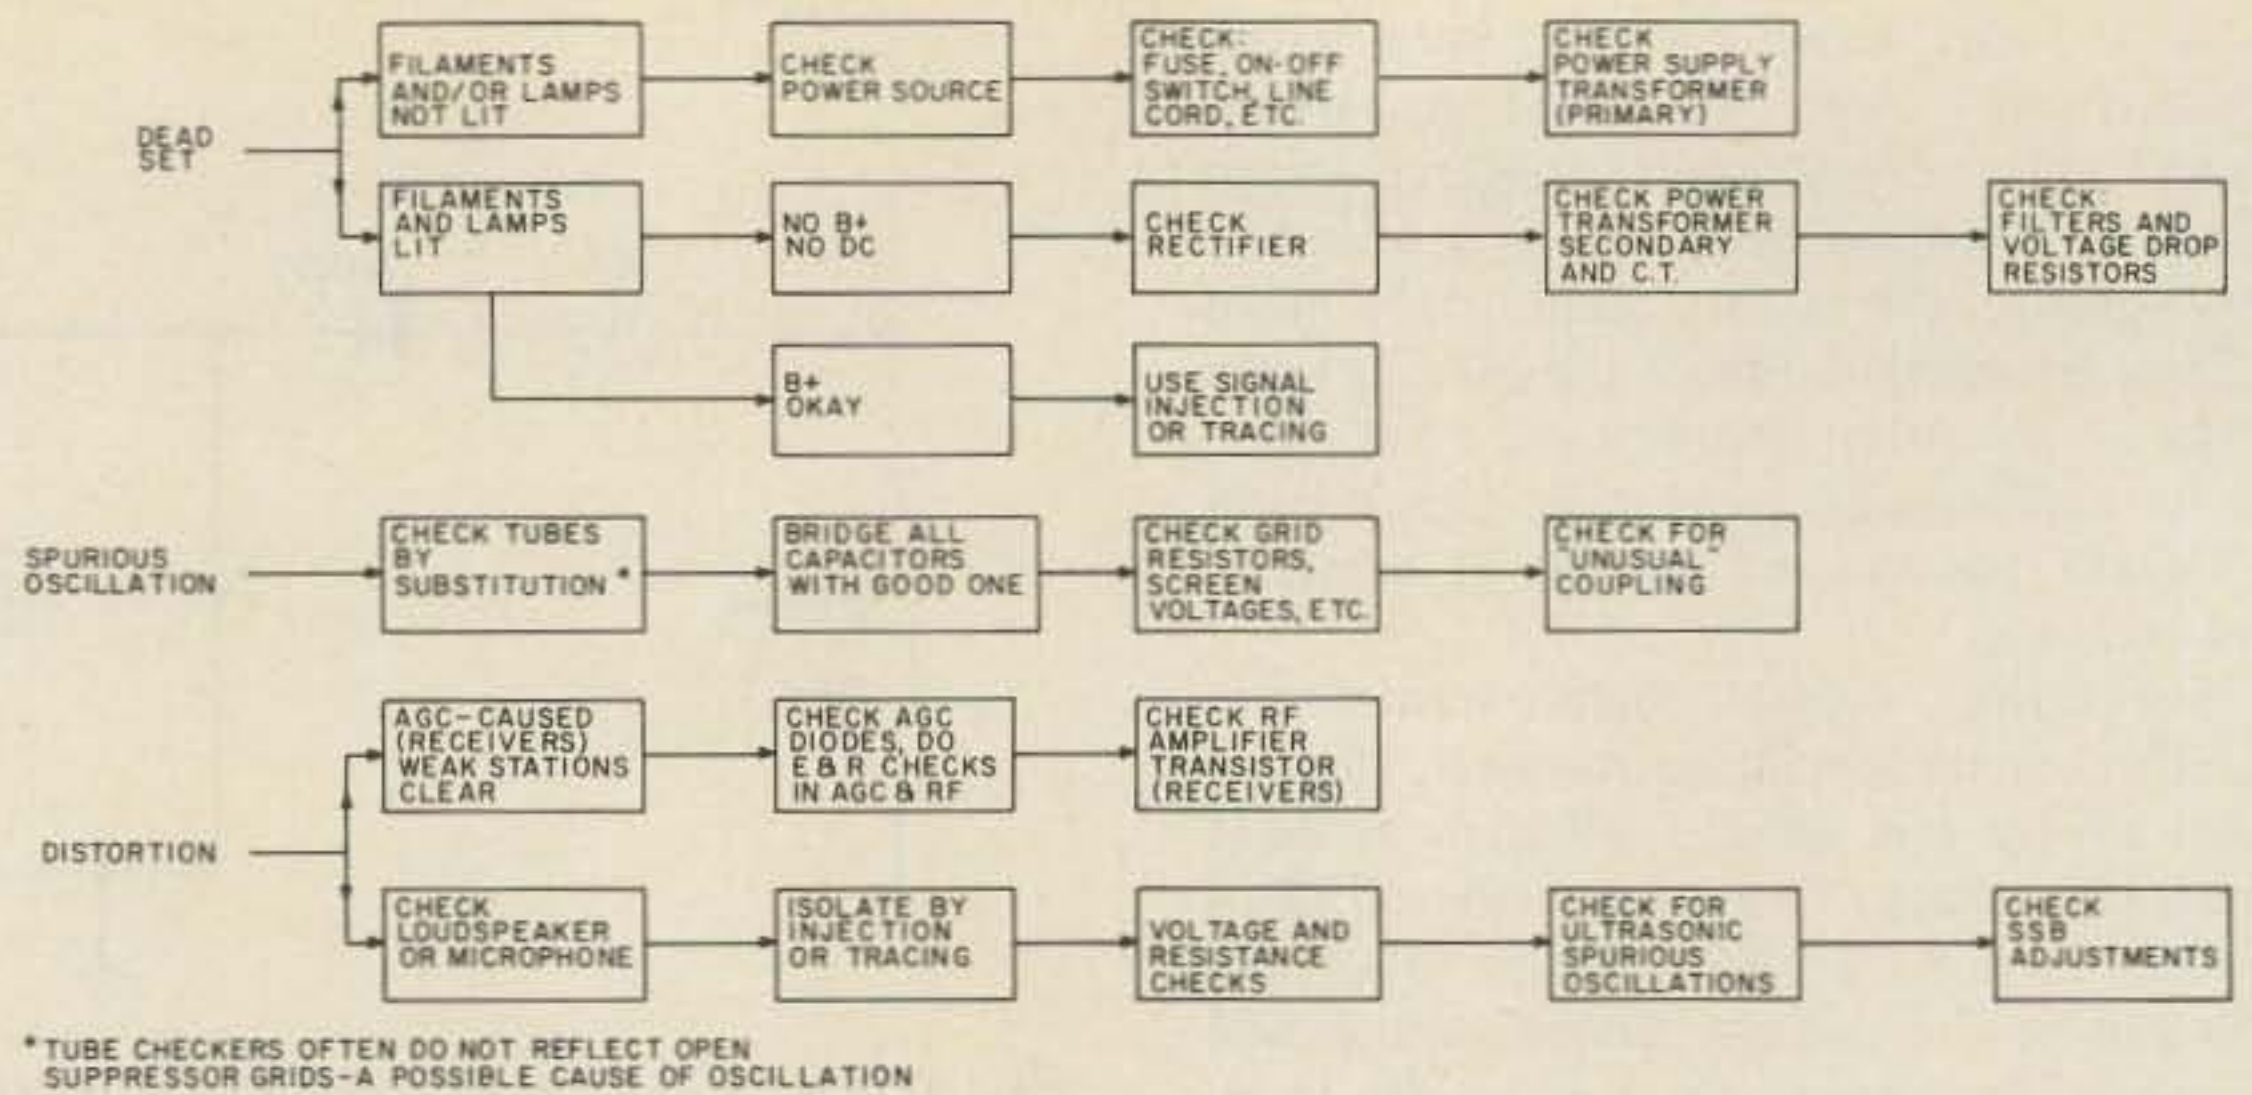 DEAD
SET
FILAMENTS
AND/OR LAMPS
NOT LIT
CHECK
POWER SOURCE
CHECK:
FUSE, ON-OFF
SWITCH, LINE
CORD, ETC.
CHECK
POWER SUPPLY
TRANSFORMER
(PRIMARY)
FILAMENTS
AND LAMPS
LIT
NO B+
NO DC
CHECK
RECTIFIER
CHECK POWER
TRANSFORMER
SECONDARY
AND C.T.
CHECK:
FILTERS AND
VOLTAGE DROP
RESISTORS
B+
OKAY
USE SIGNAL
INJECTION
OR TRACING
SPURIOUS
OSCILLATION
CHECK TUBES
BY
SUBSTITUTION *
BRIDGE ALL
CAPACITORS
WITH GOOD ONE
CHECK GRID
RESISTORS,
SCREEN
VOLTAGES, ETC.
CHECK FOR
"UNUSUAL"
COUPLING
DISTORTION
AGC-CAUSED
(RECEIVERS)
WEAK STATIONS
CLEAR
CHECK AGC
DIODES, DO
E & R CHECKS
IN AGC & RF
CHECK RF
AMPLIFIER
TRANSISTOR
(RECEIVERS)
CHECK
LOUDSPEAKER
OR MICROPHONE
ISOLATE BY
INJECTION
OR TRACING
VOLTAGE AND
RESISTANCE
CHECKS
CHECK FOR
ULTRASONIC
SPURIOUS
OSCILLATIONS
CHECK
SSB
ADJUSTMENTS
* TUBE CHECKERS OFTEN DO NOT REFLECT OPEN
SUPPRESSOR GRIDS-A POSSIBLE CAUSE OF OSCILLATION